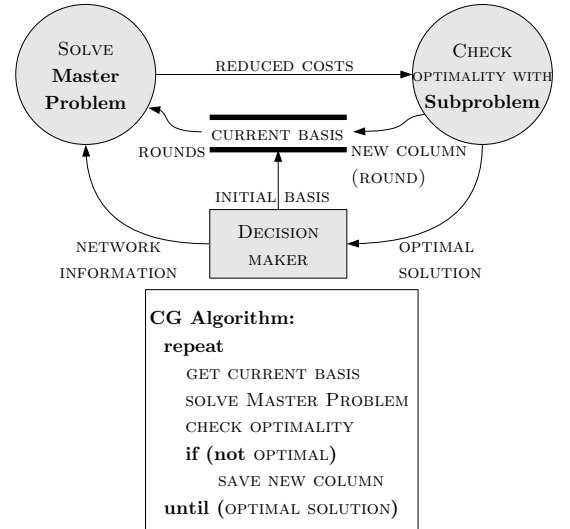 SOLVE
Master
Problem
REDUCED COSTS
CHECK
OPTIMALITY WITH
Subproblem
CURRENT BASIS
ROUNDS
NEW COLUMN
(ROUND)
INITIAL BASIS
DECISION
MAKER
NETWORK
INFORMATION
OPTIMAL
SOLUTION
CG Algorithm:
repeat
GET CURRENT BASIS
SOLVE MASTER PROBLEM
CHECK OPTIMALITY
if (not OPTIMAL)
SAVE NEW COLUMN
until (OPTIMAL SOLUTION)